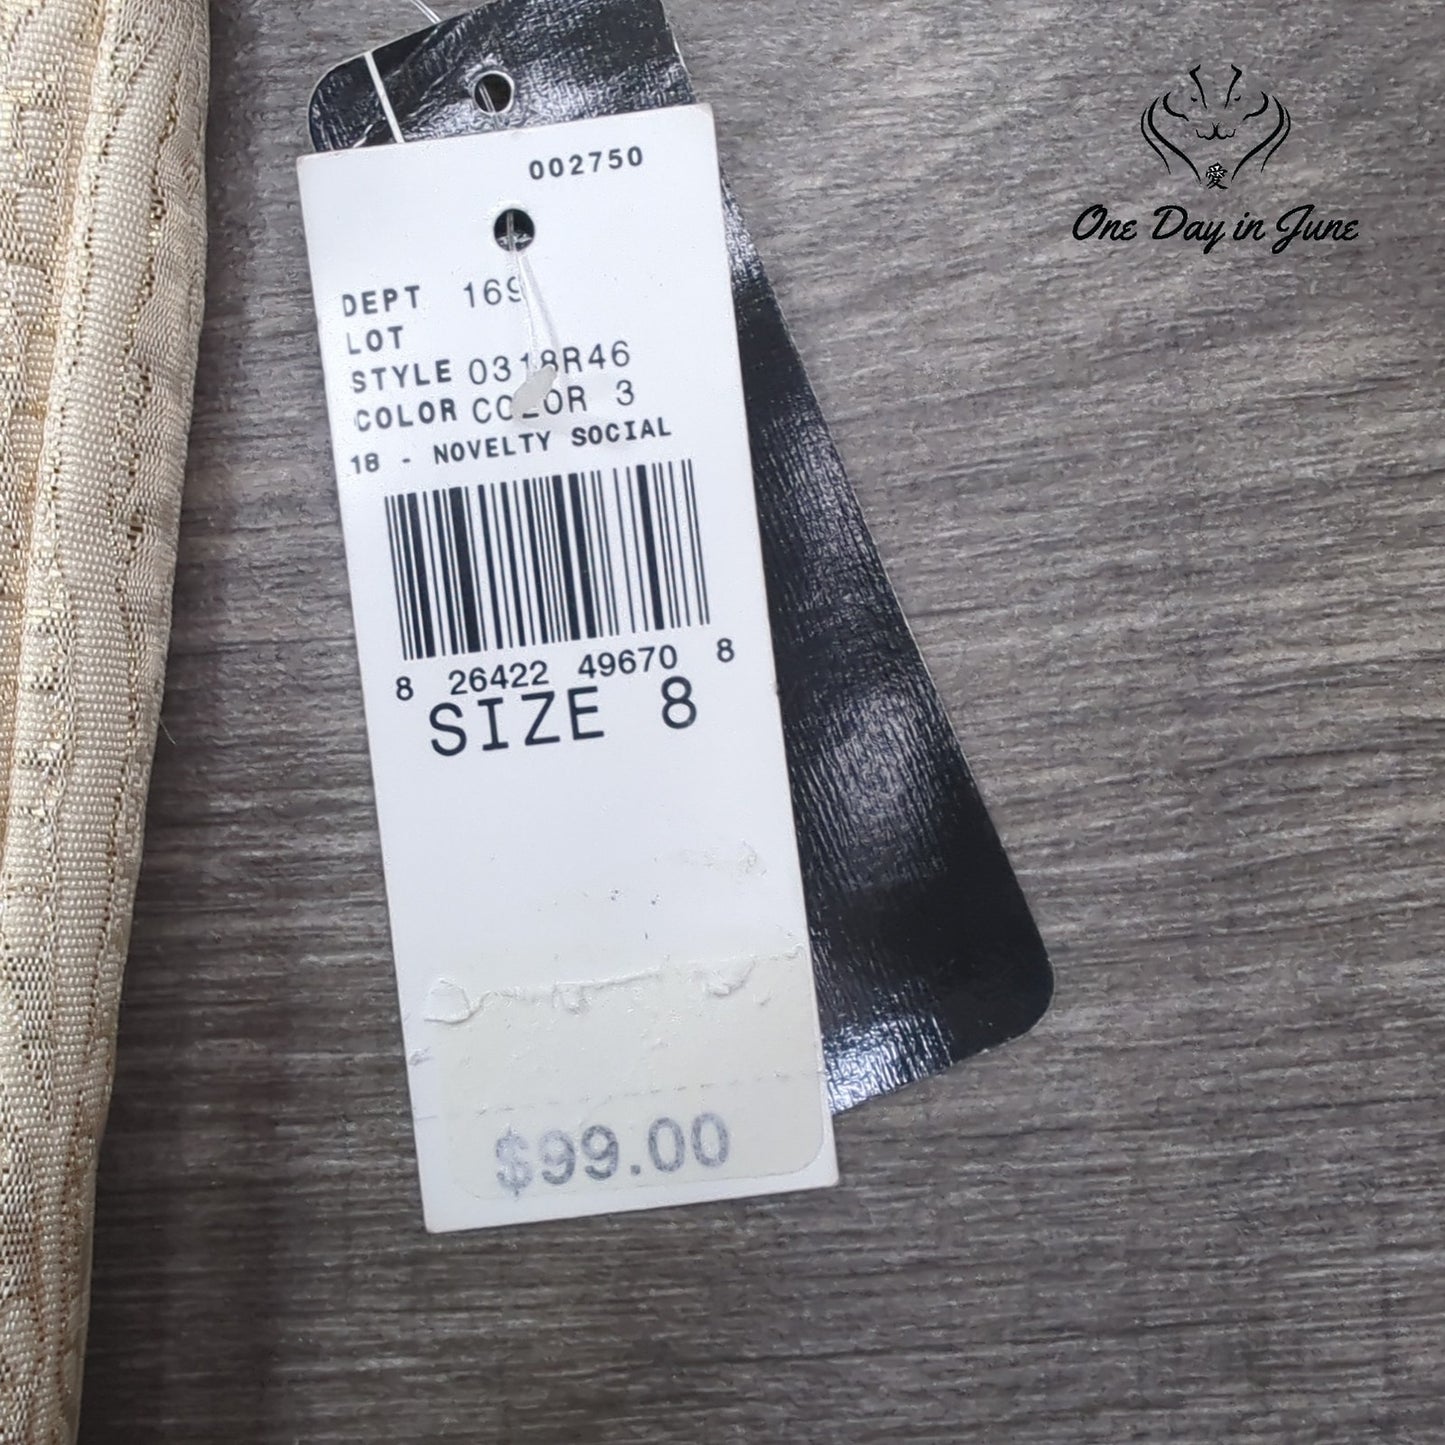 002750
DEPT 169
LOT
STYLE 0318R46
COLOR COLOR 3
18 - NOVELTY SOCIAL
8 26422 49670 8
SIZE 8
$99.00
愛
One Day in June